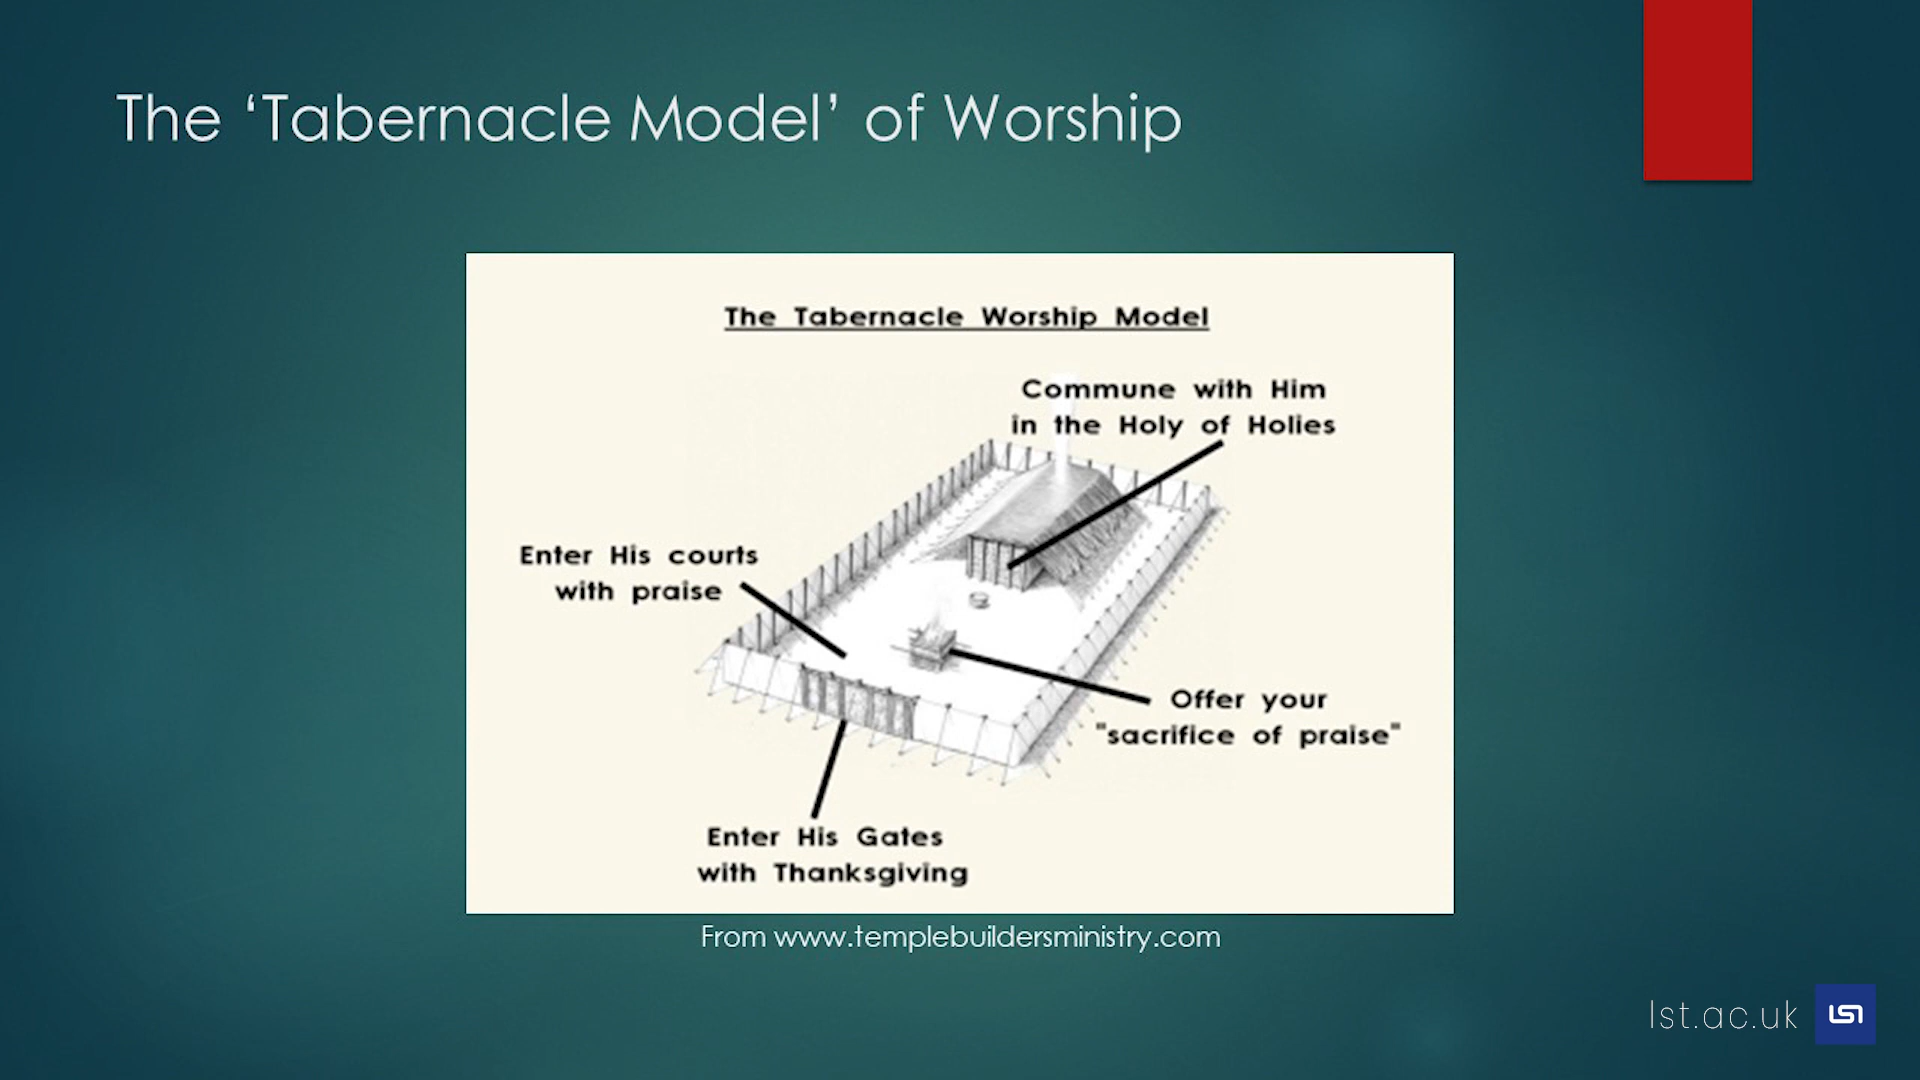 The ‘Tabernacle Model’ of Worship
The Tabernacle Worship Model
Commune with Him
in the Holy of Holies
Enter His courts
with praise
Offer your
"sacrifice of praise"
Enter His Gates
with Thanksgiving
From www.templebuildersministry.com
lst.ac.uk
LST